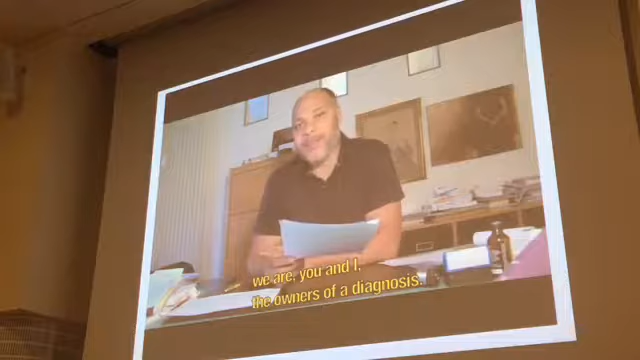 we are, you and I,
the owners of a diagnosis.